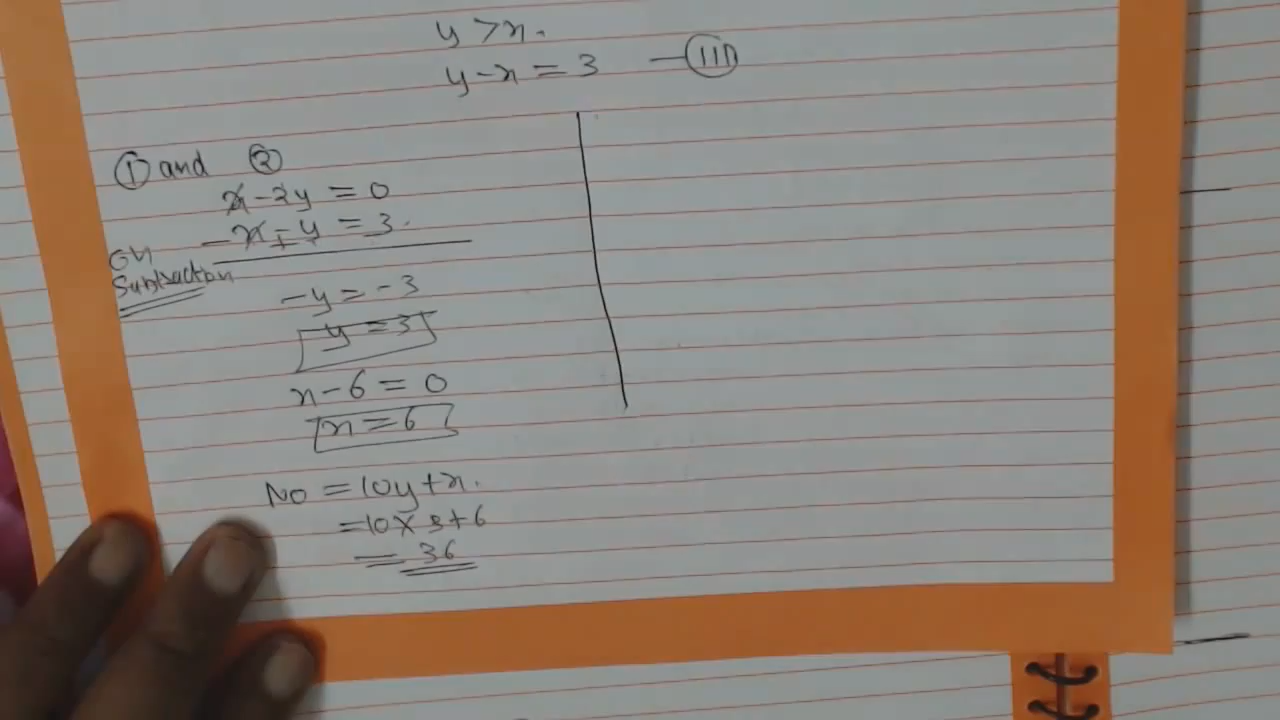 y > x.
y - x = 3 — (III)
① and ②
x - 2y = 0
- x - y = 3.
+
On
Subtraction
- y = - 3
y = 3
x - 6 = 0
x = 6
No = 10y + x.
= 10 × 3 + 6
= 36